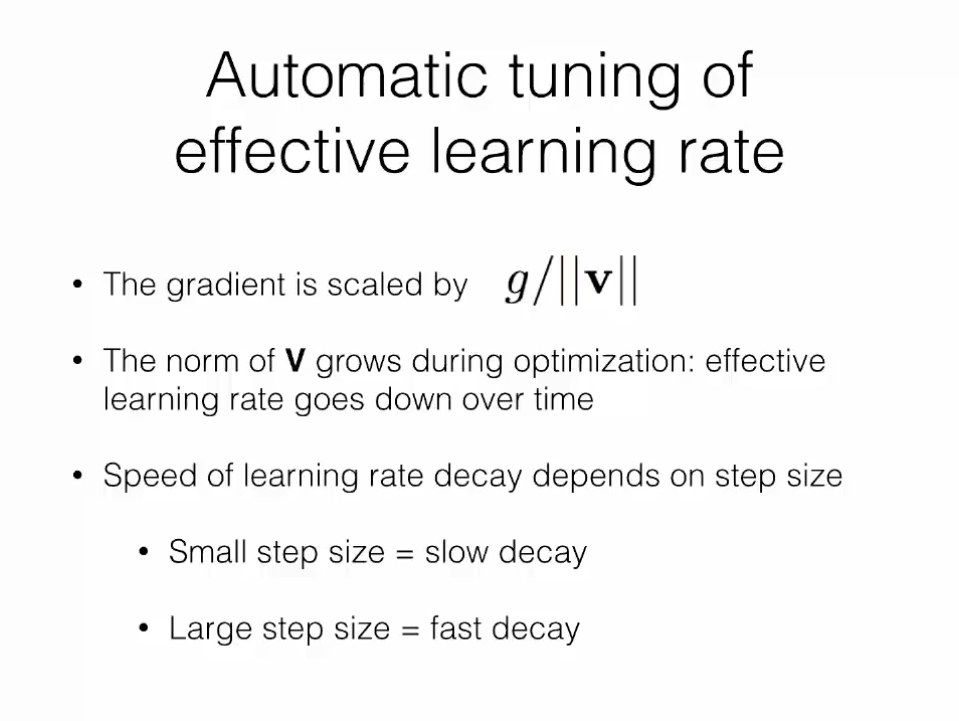 Automatic tuning of
effective learning rate
• The gradient is scaled by g/||v||
• The norm of V grows during optimization: effective
learning rate goes down over time
• Speed of learning rate decay depends on step size
• Small step size = slow decay
• Large step size = fast decay